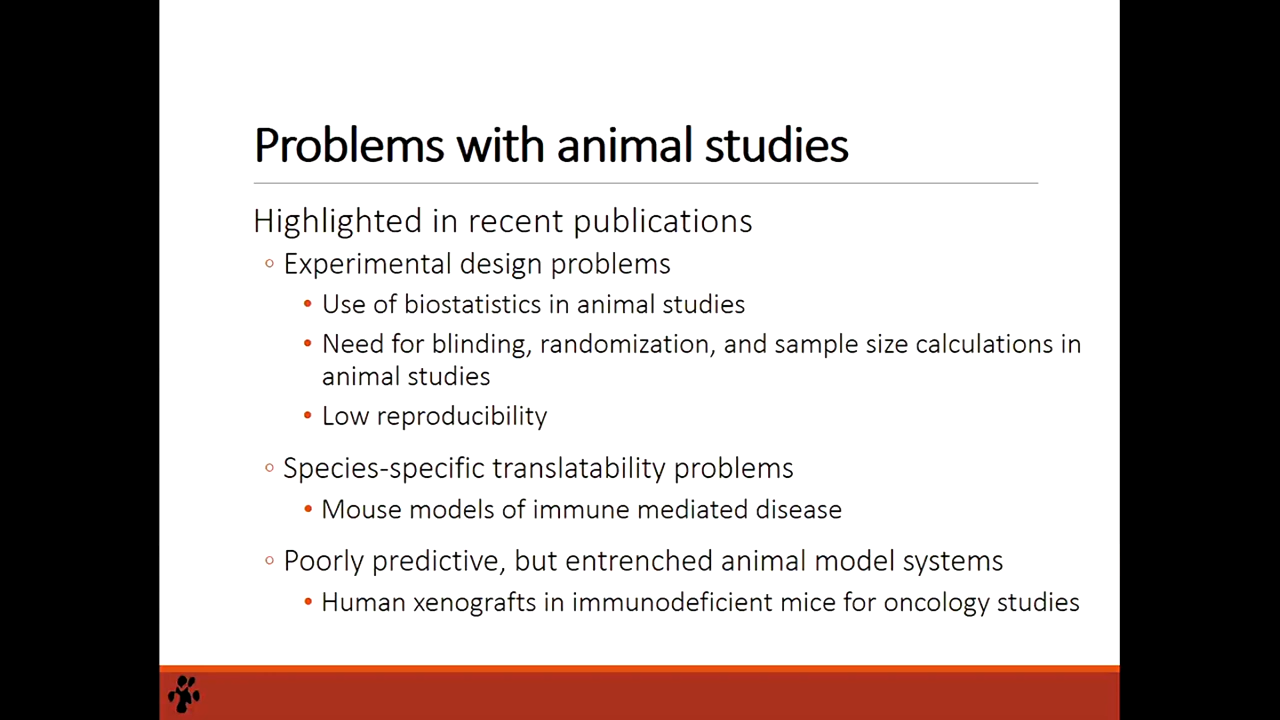 Problems with animal studies
Highlighted in recent publications
◦ Experimental design problems
• Use of biostatistics in animal studies
• Need for blinding, randomization, and sample size calculations in
animal studies
• Low reproducibility
◦ Species-specific translatability problems
• Mouse models of immune mediated disease
◦ Poorly predictive, but entrenched animal model systems
• Human xenografts in immunodeficient mice for oncology studies